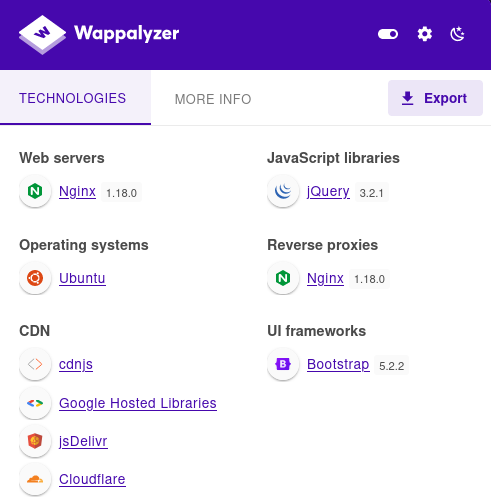 Wappalyzer
TECHNOLOGIES
MORE INFO
Export
Web servers
Nginx 1.18.0
Operating systems
Ubuntu
CDN
cdnjs
Google Hosted Libraries
jsDelivr
Cloudflare
JavaScript libraries
jQuery 3.2.1
Reverse proxies
Nginx 1.18.0
UI frameworks
Bootstrap 5.2.2